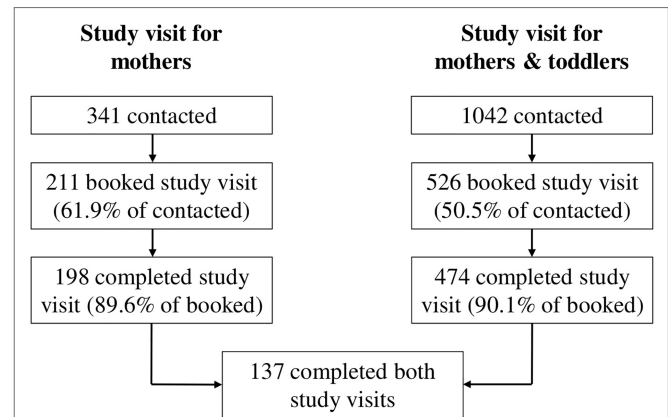 Study visit for
mothers
341 contacted
211 booked study visit
(61.9% of contacted)
198 completed study
visit (89.6% of booked)
Study visit for
mothers & toddlers
1042 contacted
526 booked study visit
(50.5% of contacted)
474 completed study
visit (90.1% of booked)
137 completed both
study visits